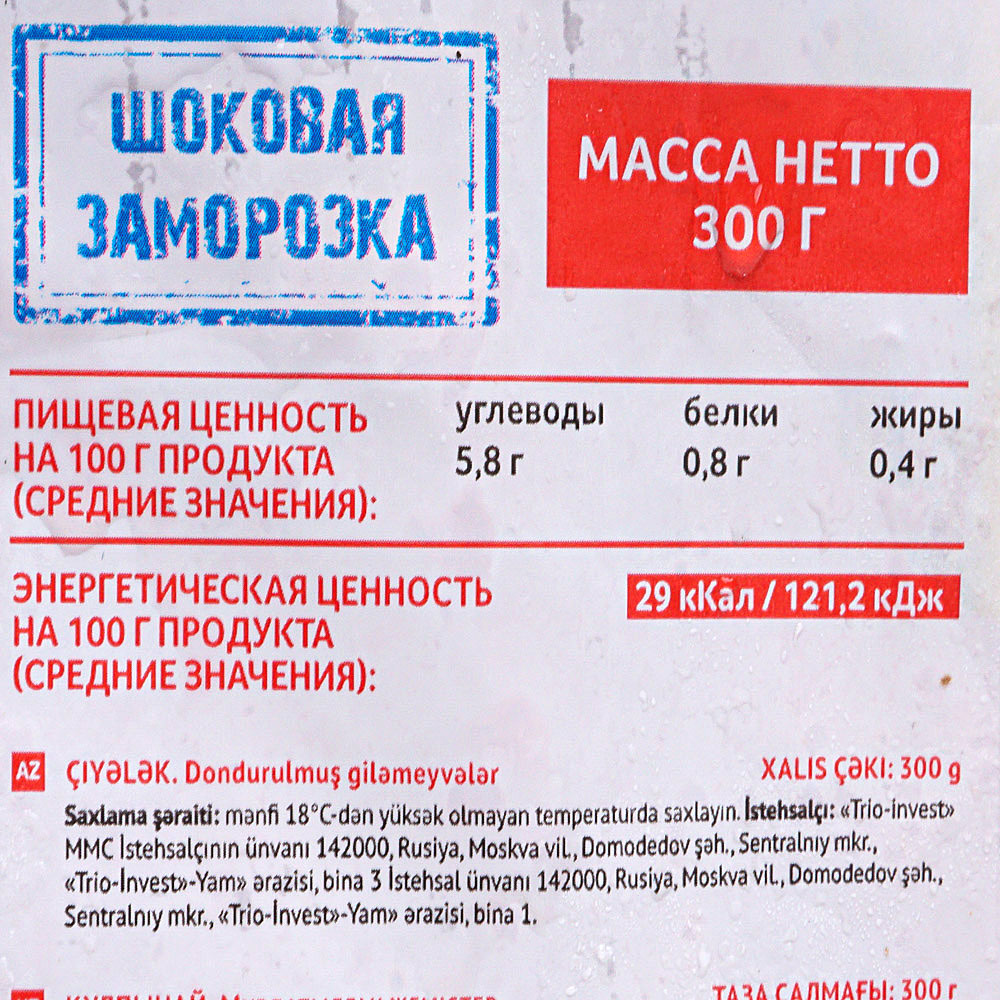 ШОКОВАЯ
ЗАМОРОЗКА
МАССА НЕТТО
300 Г
ПИЩЕВАЯ ЦЕННОСТЬ
НА 100 Г ПРОДУКТА
(СРЕДНИЕ ЗНАЧЕНИЯ):
углеводы белки жиры
5,8 г 0,8 г 0,4 г
ЭНЕРГЕТИЧЕСКАЯ ЦЕННОСТЬ
НА 100 Г ПРОДУКТА
(СРЕДНИЕ ЗНАЧЕНИЯ):
29 кКал / 121,2 кДж
AZ ÇIYƏLƏK. Dondurulmuş giləmeyvələr XALIS ÇƏKI: 300 g
Saxlama şəraiti: mənfi 18°C-dən yüksək olmayan temperaturda saxlayın. İstehsalçı: «Trio-invest»
MMC İstehsalçının ünvanı 142000, Rusiya, Moskva vil., Domodedov şəh., Sentralnıy mkr.,
«Trio-İnvest»-Yam» ərazisi, bina 3 İstehsal ünvanı 142000, Rusiya, Moskva vil., Domodedov şəh.,
Sentralnıy mkr., «Trio-İnvest»-Yam» ərazisi, bina 1.
ТАЗА САЛМАҒЫ: 300 г